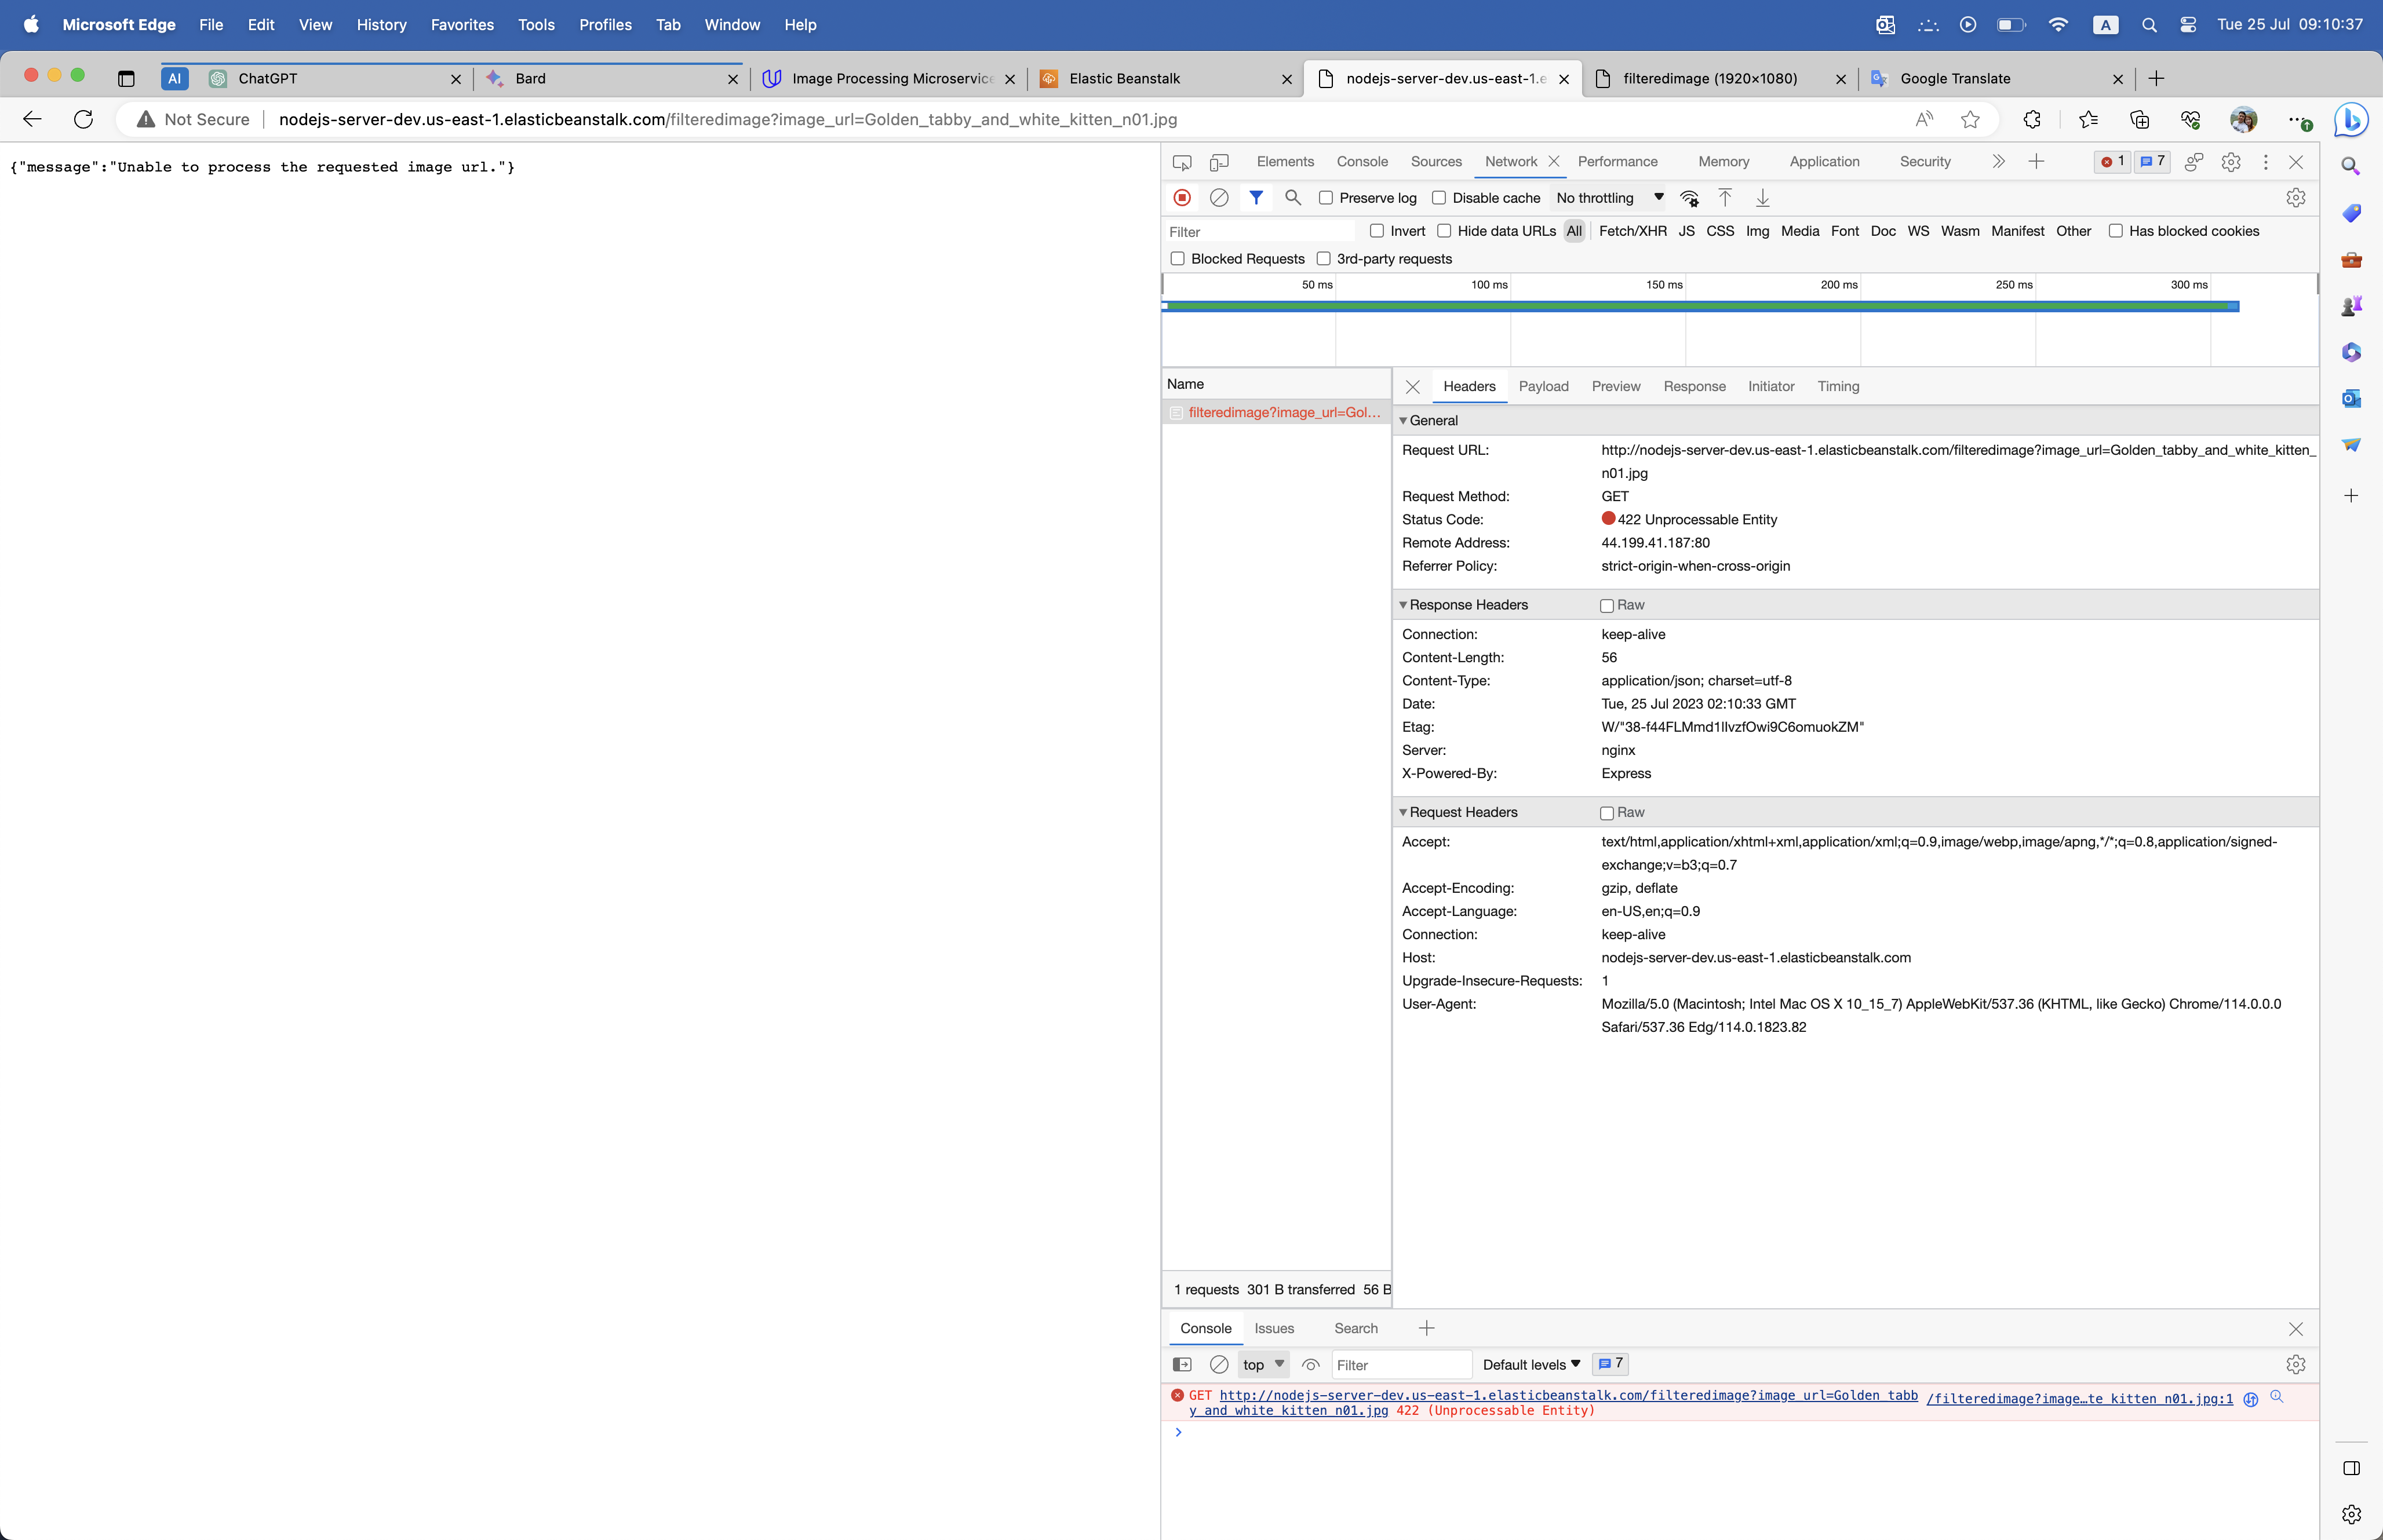 Microsoft Edge File Edit View History Favorites Tools Profiles Tab Window Help A Tue 25 Jul 09:10:37
AI ChatGPT Bard Image Processing Microservice Elastic Beanstalk nodejs-server-dev.us-east-1.e filteredimage (1920×1080) Google Translate
Not Secure nodejs-server-dev.us-east-1.elasticbeanstalk.com/filteredimage?image_url=Golden_tabby_and_white_kitten_n01.jpg
{"message":"Unable to process the requested image url."}
Elements Console Sources Network Performance Memory Application Security 1 7
Preserve log Disable cache No throttling
Filter Invert Hide data URLs All Fetch/XHR JS CSS Img Media Font Doc WS Wasm Manifest Other Has blocked cookies
Blocked Requests 3rd-party requests
50 ms 100 ms 150 ms 200 ms 250 ms 300 ms
Name
filteredimage?image_url=Gol...
Headers Payload Preview Response Initiator Timing
General
Request URL: http://nodejs-server-dev.us-east-1.elasticbeanstalk.com/filteredimage?image_url=Golden_tabby_and_white_kitten_
n01.jpg
Request Method: GET
Status Code: 422 Unprocessable Entity
Remote Address: 44.199.41.187:80
Referrer Policy: strict-origin-when-cross-origin
Response Headers Raw
Connection: keep-alive
Content-Length: 56
Content-Type: application/json; charset=utf-8
Date: Tue, 25 Jul 2023 02:10:33 GMT
Etag: W/"38-f44FLMmd1lIvzfOwi9C6omuokZM"
Server: nginx
X-Powered-By: Express
Request Headers Raw
Accept: text/html,application/xhtml+xml,application/xml;q=0.9,image/webp,image/apng,*/*;q=0.8,application/signed-
exchange;v=b3;q=0.7
Accept-Encoding: gzip, deflate
Accept-Language: en-US,en;q=0.9
Connection: keep-alive
Host: nodejs-server-dev.us-east-1.elasticbeanstalk.com
Upgrade-Insecure-Requests: 1
User-Agent: Mozilla/5.0 (Macintosh; Intel Mac OS X 10_15_7) AppleWebKit/537.36 (KHTML, like Gecko) Chrome/114.0.0.0
Safari/537.36 Edg/114.0.1823.82
1 requests 301 B transferred 56 B
Console Issues Search
top Filter Default levels 7
GET http://nodejs-server-dev.us-east-1.elasticbeanstalk.com/filteredimage?image_url=Golden_tabb /filteredimage?image…te_kitten_n01.jpg:1
y_and_white_kitten_n01.jpg 422 (Unprocessable Entity)